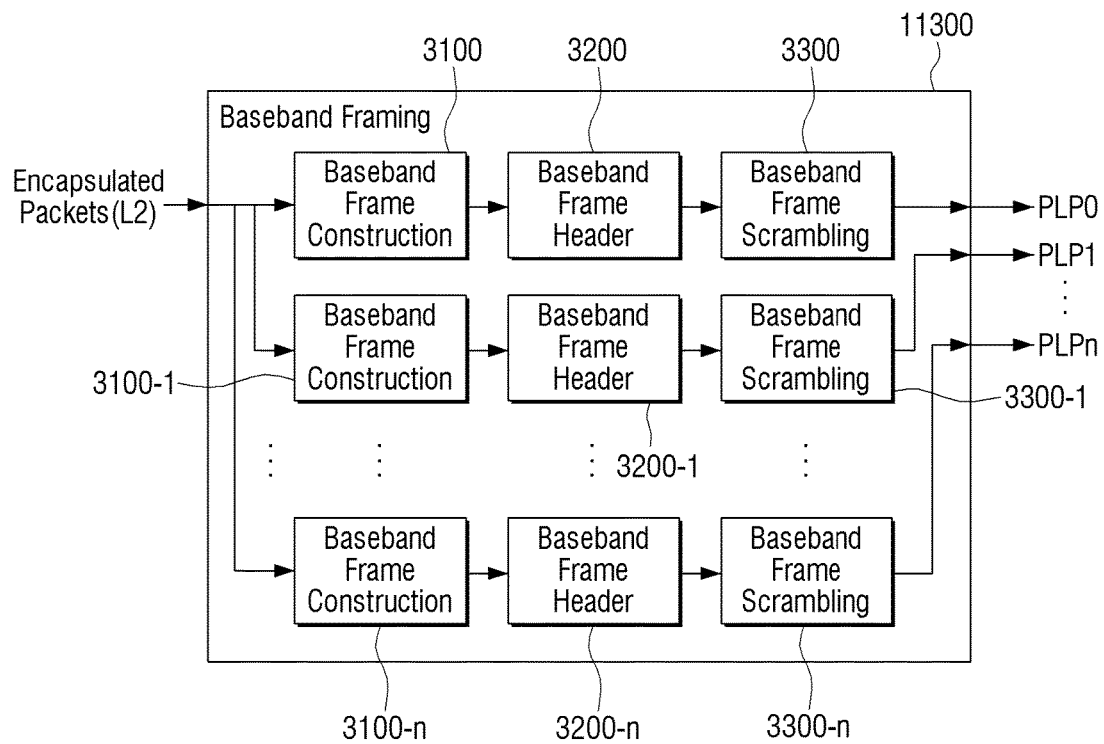 11300
3100
3200
3300
Baseband Framing
Encapsulated
Packets(L2)
Baseband
Frame
Construction
Baseband
Frame
Header
Baseband
Frame
Scrambling
PLP0
PLP1
PLPn
Baseband
Frame
Construction
Baseband
Frame
Header
Baseband
Frame
Scrambling
3100-1
3200-1
3300-1
Baseband
Frame
Construction
Baseband
Frame
Header
Baseband
Frame
Scrambling
3100-n
3200-n
3300-n